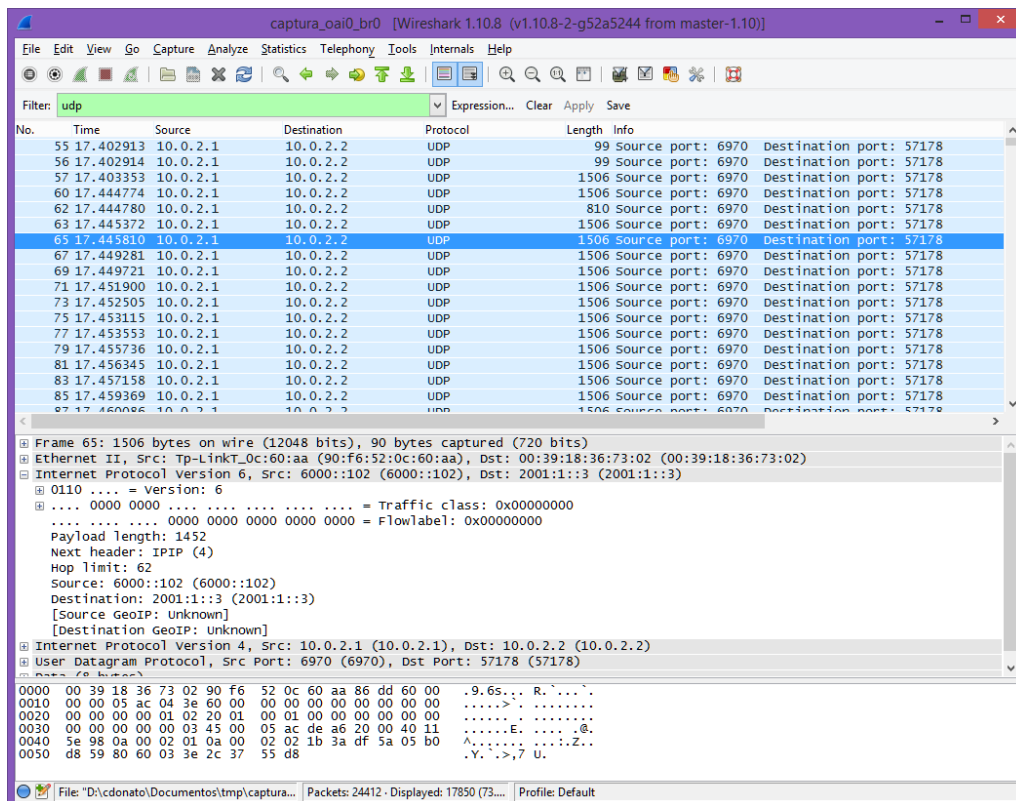 captura_oai0_br0 [Wireshark 1.10.8 (v1.10.8-2-g52a5244 from master-1.10)]
File Edit View Go Capture Analyze Statistics Telephony Tools Internals Help
Filter: udp Expression... Clear Apply Save
No. Time Source Destination Protocol Length Info
55 17.402913 10.0.2.1 10.0.2.2 UDP 99 Source port: 6970 Destination port: 57178
56 17.402914 10.0.2.1 10.0.2.2 UDP 99 Source port: 6970 Destination port: 57178
57 17.403353 10.0.2.1 10.0.2.2 UDP 1506 Source port: 6970 Destination port: 57178
60 17.444774 10.0.2.1 10.0.2.2 UDP 1506 Source port: 6970 Destination port: 57178
62 17.444780 10.0.2.1 10.0.2.2 UDP 810 Source port: 6970 Destination port: 57178
63 17.445372 10.0.2.1 10.0.2.2 UDP 1506 Source port: 6970 Destination port: 57178
65 17.445810 10.0.2.1 10.0.2.2 UDP 1506 Source port: 6970 Destination port: 57178
67 17.449281 10.0.2.1 10.0.2.2 UDP 1506 Source port: 6970 Destination port: 57178
69 17.449721 10.0.2.1 10.0.2.2 UDP 1506 Source port: 6970 Destination port: 57178
71 17.451900 10.0.2.1 10.0.2.2 UDP 1506 Source port: 6970 Destination port: 57178
73 17.452505 10.0.2.1 10.0.2.2 UDP 1506 Source port: 6970 Destination port: 57178
75 17.453115 10.0.2.1 10.0.2.2 UDP 1506 Source port: 6970 Destination port: 57178
77 17.453553 10.0.2.1 10.0.2.2 UDP 1506 Source port: 6970 Destination port: 57178
79 17.455736 10.0.2.1 10.0.2.2 UDP 1506 Source port: 6970 Destination port: 57178
81 17.456345 10.0.2.1 10.0.2.2 UDP 1506 Source port: 6970 Destination port: 57178
83 17.457158 10.0.2.1 10.0.2.2 UDP 1506 Source port: 6970 Destination port: 57178
85 17.459369 10.0.2.1 10.0.2.2 UDP 1506 Source port: 6970 Destination port: 57178
87 17.460086 10.0.2.1 10.0.2.2 UDP 1506 Source port: 6970 Destination port: 57178
Frame 65: 1506 bytes on wire (12048 bits), 90 bytes captured (720 bits)
Ethernet II, Src: Tp-LinkT_0c:60:aa (90:f6:52:0c:60:aa), Dst: 00:39:18:36:73:02 (00:39:18:36:73:02)
Internet Protocol Version 6, Src: 6000::102 (6000::102), Dst: 2001:1::3 (2001:1::3)
0110 .... = Version: 6
.... 0000 0000 .... .... .... .... .... = Traffic class: 0x00000000
.... .... .... 0000 0000 0000 0000 0000 = Flowlabel: 0x00000000
Payload length: 1452
Next header: IPIP (4)
Hop limit: 62
Source: 6000::102 (6000::102)
Destination: 2001:1::3 (2001:1::3)
[Source GeoIP: Unknown]
[Destination GeoIP: Unknown]
Internet Protocol Version 4, Src: 10.0.2.1 (10.0.2.1), Dst: 10.0.2.2 (10.0.2.2)
User Datagram Protocol, Src Port: 6970 (6970), Dst Port: 57178 (57178)
Data (8 bytes)
0000 00 39 18 36 73 02 90 f6 52 0c 60 aa 86 dd 60 00 .9.6s... R.`...`.
0010 00 00 05 ac 04 3e 60 00 00 00 00 00 00 00 00 00 .....>`. ........
0020 00 00 00 00 01 02 20 01 00 01 00 00 00 00 00 00 ...... . ........
0030 00 00 00 00 00 03 45 00 05 ac de a6 20 00 40 11 ......E. .... .@.
0040 5e 98 0a 00 02 01 0a 00 02 02 1b 3a df 5a 05 b0 ^....... ...:.Z..
0050 d8 59 80 60 03 3e 2c 37 55 d8 .Y.`.>,7 U.
File: "D:\cdonato\Documentos\tmp\captura... Packets: 24412 · Displayed: 17850 (73.... Profile: Default